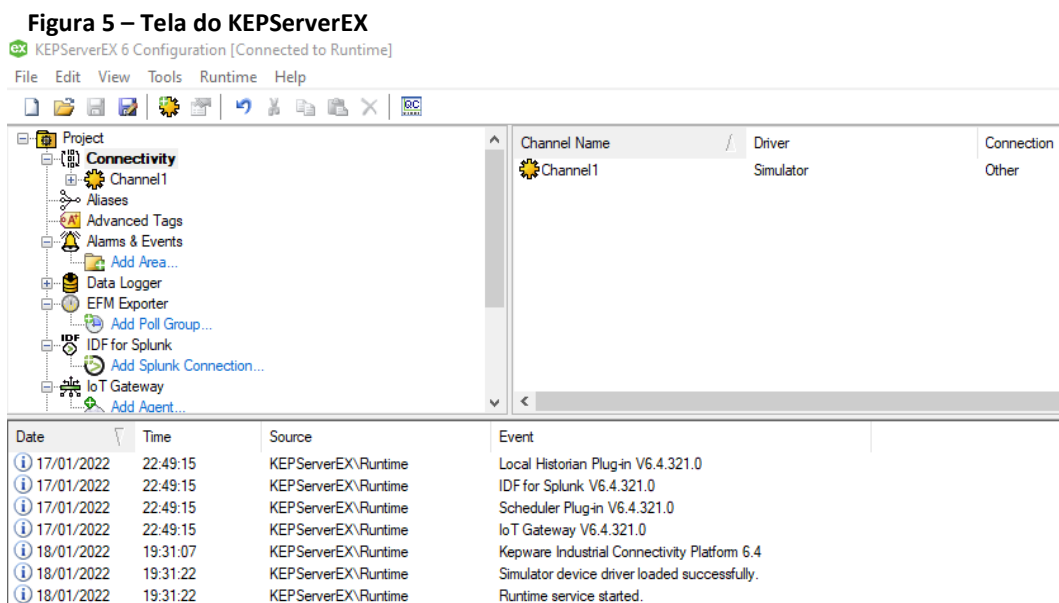 Figura 5 – Tela do KEPServerEX
KEPServerEX 6 Configuration [Connected to Runtime]
File Edit View Tools Runtime Help
Project
Connectivity
Channel1
Aliases
Advanced Tags
Alarms & Events
Add Area...
Data Logger
EFM Exporter
Add Poll Group...
IDF for Splunk
Add Splunk Connection...
IoT Gateway
Add Agent...
Channel Name Driver Connection
Channel1 Simulator Other
Date Time Source Event
17/01/2022 22:49:15 KEPServerEX\Runtime Local Historian Plug-in V6.4.321.0
17/01/2022 22:49:15 KEPServerEX\Runtime IDF for Splunk V6.4.321.0
17/01/2022 22:49:15 KEPServerEX\Runtime Scheduler Plug-in V6.4.321.0
17/01/2022 22:49:15 KEPServerEX\Runtime IoT Gateway V6.4.321.0
18/01/2022 19:31:07 KEPServerEX\Runtime Kepware Industrial Connectivity Platform 6.4
18/01/2022 19:31:22 KEPServerEX\Runtime Simulator device driver loaded successfully.
18/01/2022 19:31:22 KEPServerEX\Runtime Runtime service started.